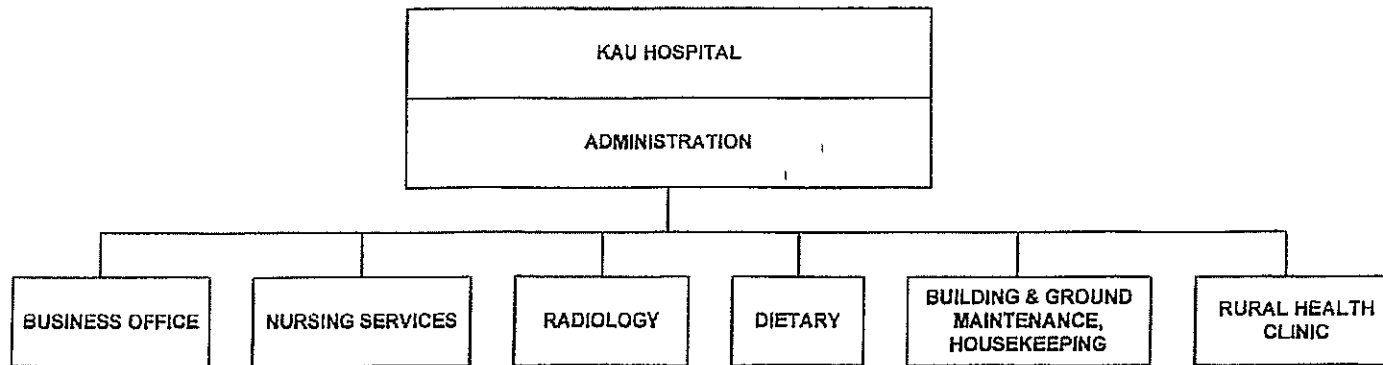 KAU HOSPITAL
ADMINISTRATION
BUSINESS OFFICE
NURSING SERVICES
RADIOLOGY
DIETARY
BUILDING & GROUND
MAINTENANCE,
HOUSEKEEPING
RURAL HEALTH
CLINIC